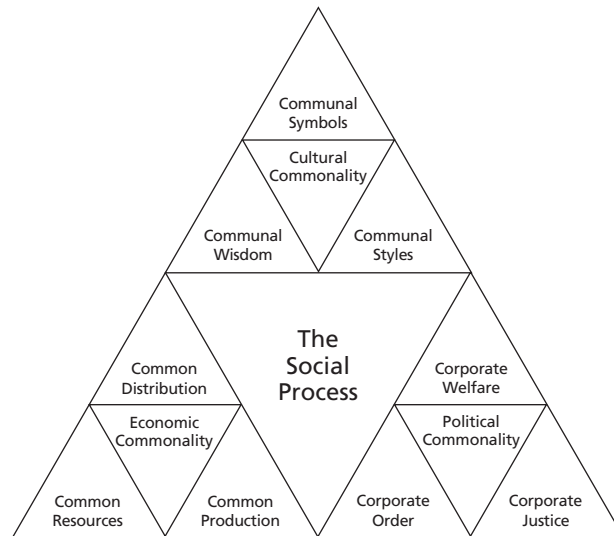 Communal
Symbols
Cultural
Commonality
Communal
Wisdom
Communal
Styles
The
Social
Process
Common
Distribution
Corporate
Welfare
Economic
Commonality
Political
Commonality
Common
Resources
Common
Production
Corporate
Order
Corporate
Justice